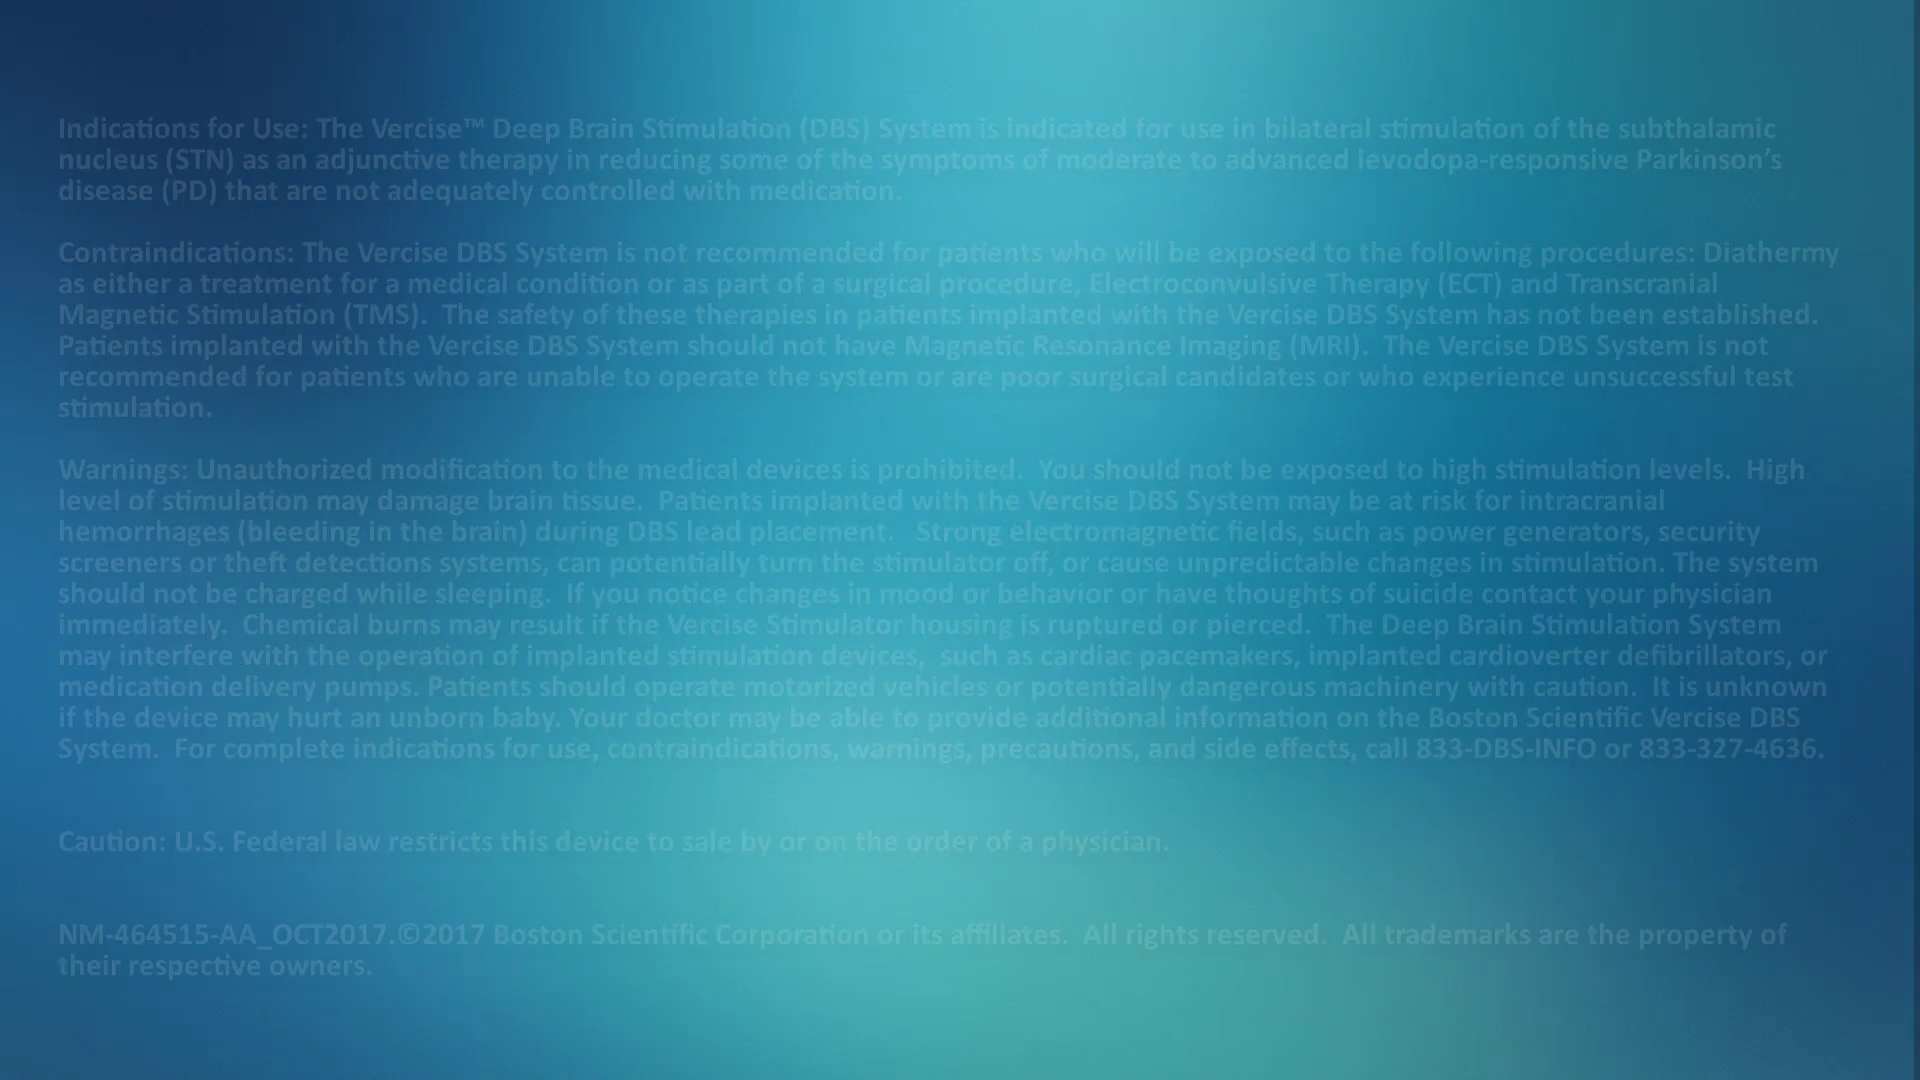 Indications for Use: The Vercise™ Deep Brain Stimulation (DBS) System is indicated for use in bilateral stimulation of the subthalamic
nucleus (STN) as an adjunctive therapy in reducing some of the symptoms of moderate to advanced levodopa-responsive Parkinson’s
disease (PD) that are not adequately controlled with medication.
Contraindications: The Vercise DBS System is not recommended for patients who will be exposed to the following procedures: Diathermy
as either a treatment for a medical condition or as part of a surgical procedure, Electroconvulsive Therapy (ECT) and Transcranial
Magnetic Stimulation (TMS).  The safety of these therapies in patients implanted with the Vercise DBS System has not been established.
Patients implanted with the Vercise DBS System should not have Magnetic Resonance Imaging (MRI).  The Vercise DBS System is not
recommended for patients who are unable to operate the system or are poor surgical candidates or who experience unsuccessful test
stimulation.
Warnings: Unauthorized modification to the medical devices is prohibited.  You should not be exposed to high stimulation levels.  High
level of stimulation may damage brain tissue.  Patients implanted with the Vercise DBS System may be at risk for intracranial
hemorrhages (bleeding in the brain) during DBS lead placement.   Strong electromagnetic fields, such as power generators, security
screeners or theft detections systems, can potentially turn the stimulator off, or cause unpredictable changes in stimulation. The system
should not be charged while sleeping.  If you notice changes in mood or behavior or have thoughts of suicide contact your physician
immediately.  Chemical burns may result if the Vercise Stimulator housing is ruptured or pierced.  The Deep Brain Stimulation System
may interfere with the operation of implanted stimulation devices,  such as cardiac pacemakers, implanted cardioverter defibrillators, or
medication delivery pumps. Patients should operate motorized vehicles or potentially dangerous machinery with caution.  It is unknown
if the device may hurt an unborn baby. Your doctor may be able to provide additional information on the Boston Scientific Vercise DBS
System.  For complete indications for use, contraindications, warnings, precautions, and side effects, call 833-DBS-INFO or 833-327-4636.
Caution: U.S. Federal law restricts this device to sale by or on the order of a physician.
NM-464515-AA_OCT2017.©2017 Boston Scientific Corporation or its affiliates.  All rights reserved.  All trademarks are the property of
their respective owners.